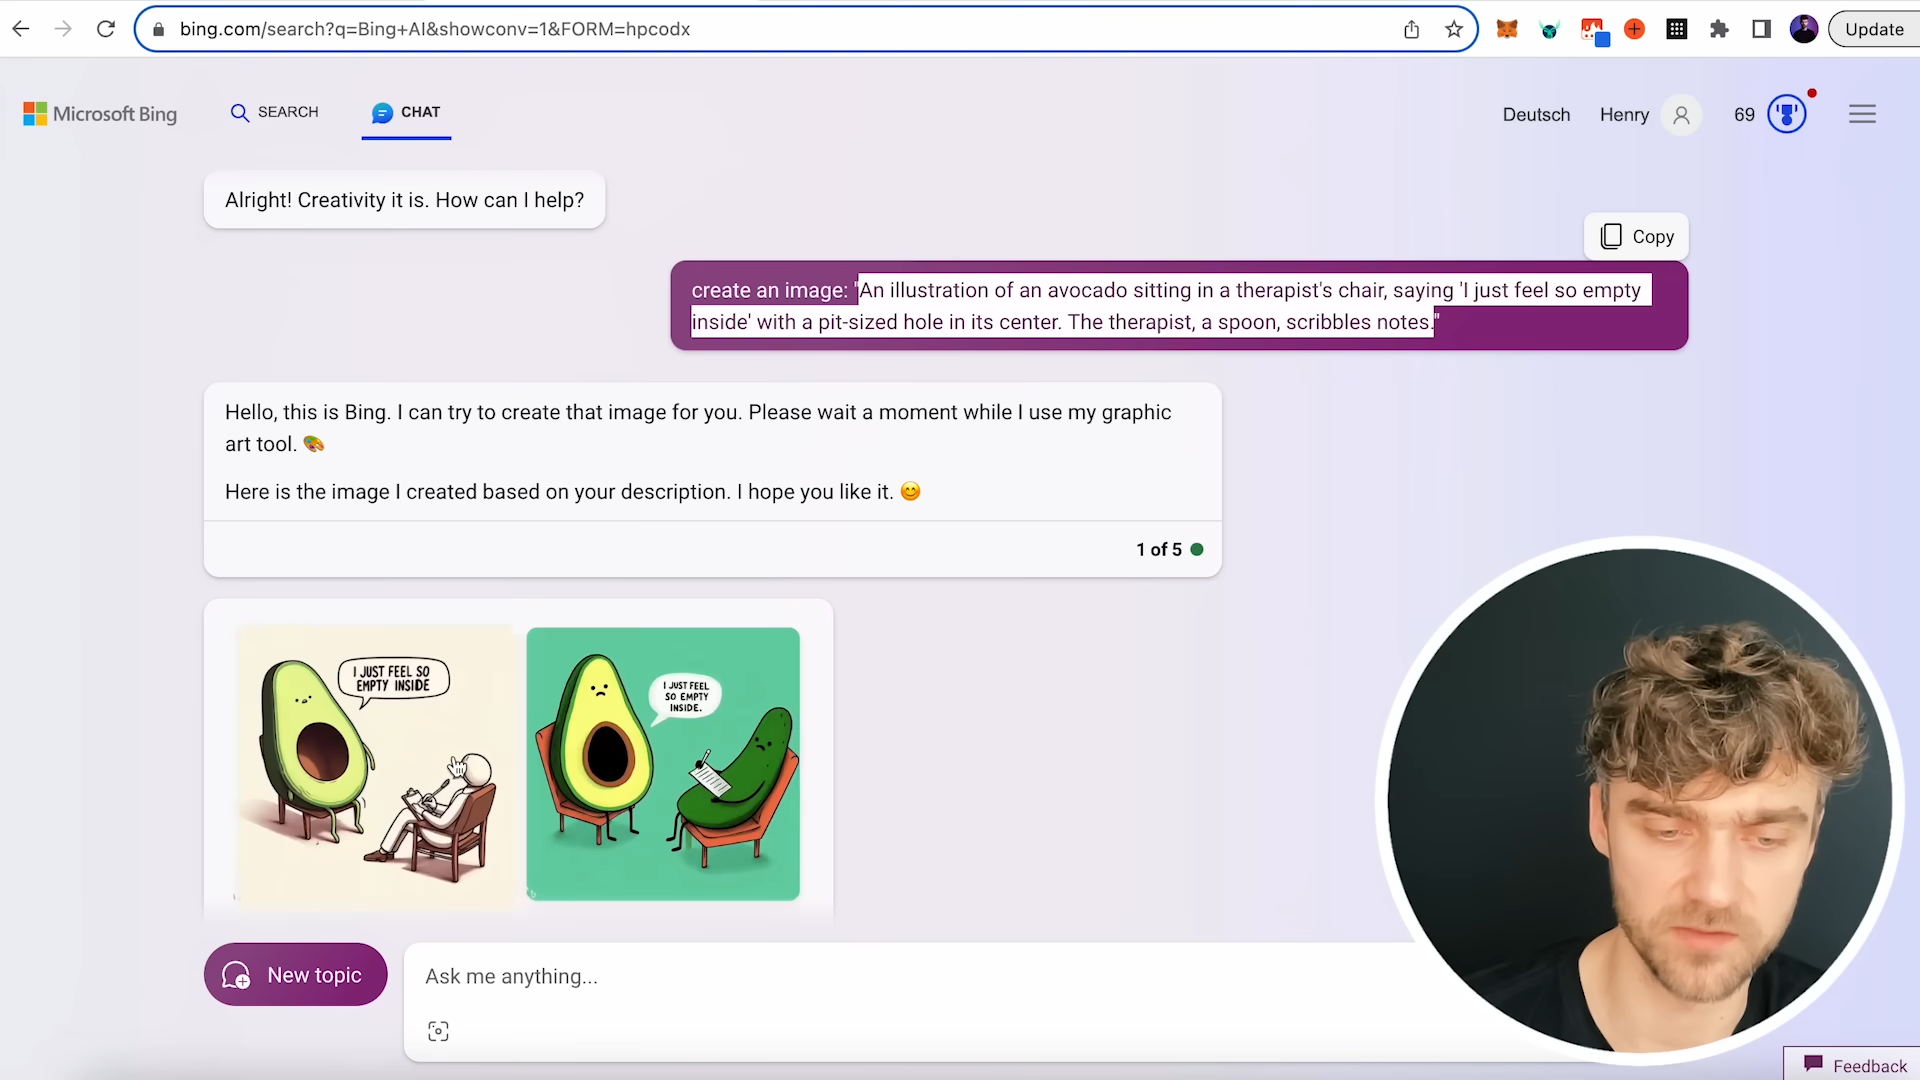 bing.com/search?q=Bing+AI&showconv=1&FORM=hpcodx
Update
Microsoft Bing
SEARCH
CHAT
Deutsch
Henry
69
Alright! Creativity it is. How can I help?
Copy
create an image: "An illustration of an avocado sitting in a therapist's chair, saying 'I just feel so empty
inside' with a pit-sized hole in its center. The therapist, a spoon, scribbles notes."
Hello, this is Bing. I can try to create that image for you. Please wait a moment while I use my graphic
art tool. 🎨
Here is the image I created based on your description. I hope you like it. 😊
1 of 5
I JUST FEEL SO
EMPTY INSIDE
I JUST FEEL
SO EMPTY
INSIDE.
New topic
Ask me anything...
Feedback